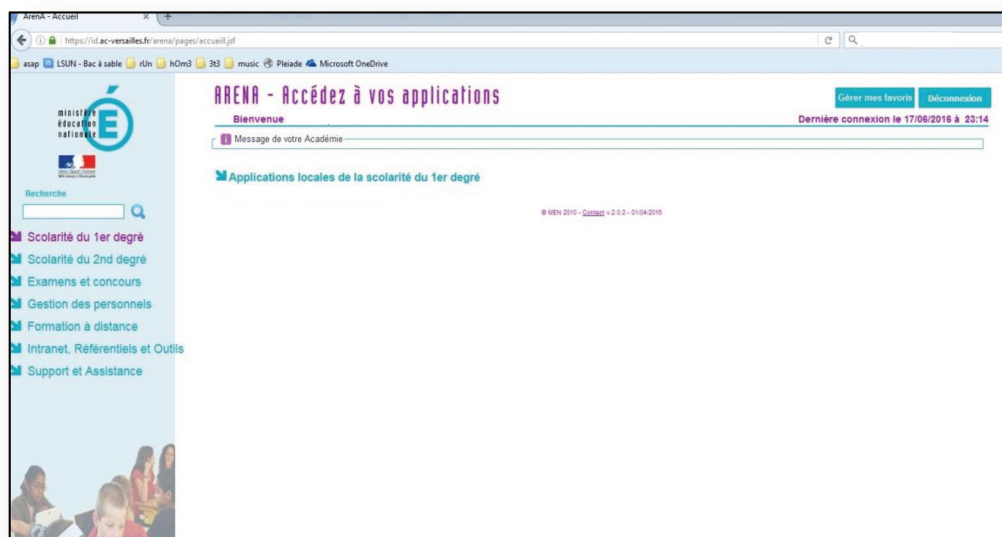 ArenA - Accueil × +
https://id.ac-versailles.fr/arena/pages/accueil.jsf
asap LSUN - Bac à sable rUn hOm3 3t3 music Pleiade Microsoft OneDrive
ministère
éducation
nationale
É
ARENA - Accédez à vos applications
Gérer mes favoris Déconnexion
Bienvenue
Dernière connexion le 17/06/2016 à 23:14
Message de votre Académie
Applications locales de la scolarité du 1er degré
Recherche
© MEN 2010 - Contact v.2.0.2 - 01/04/2016
Scolarité du 1er degré
Scolarité du 2nd degré
Examens et concours
Gestion des personnels
Formation à distance
Intranet, Référentiels et Outils
Support et Assistance